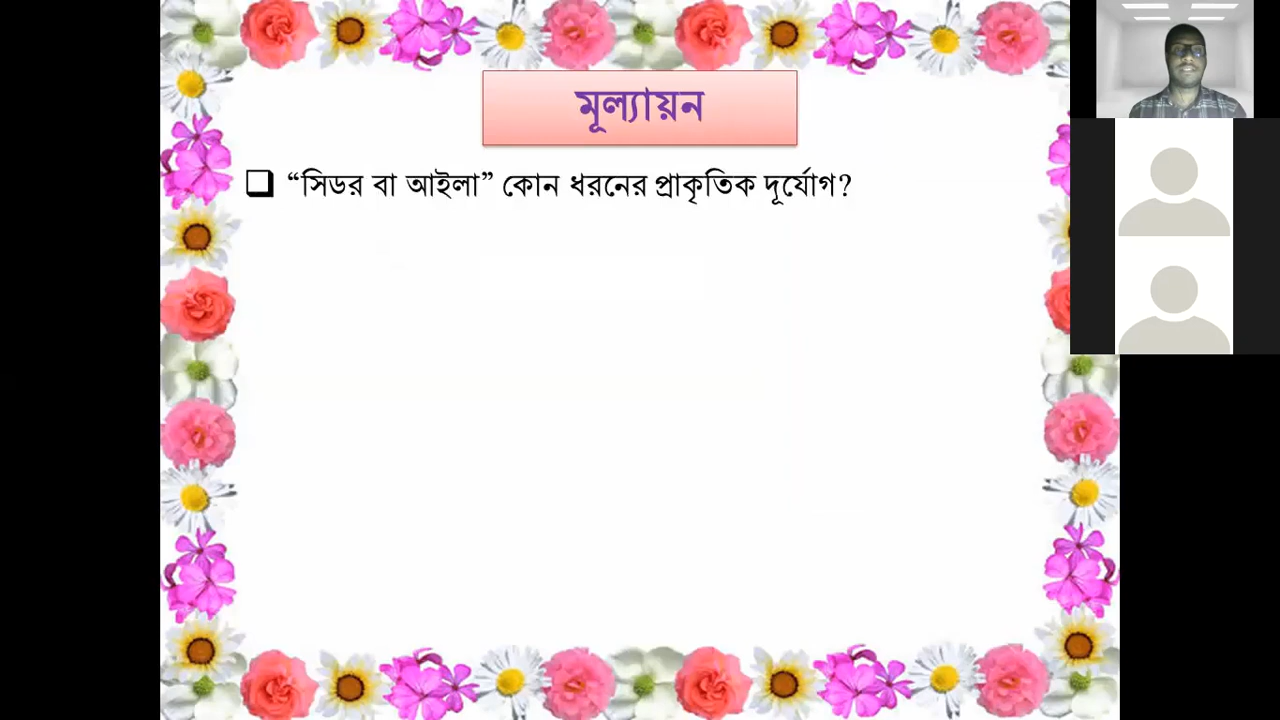 মূল্যায়ন
❑ “সিডর বা আইলা” কোন ধরনের প্রাকৃতিক দূর্যোগ?